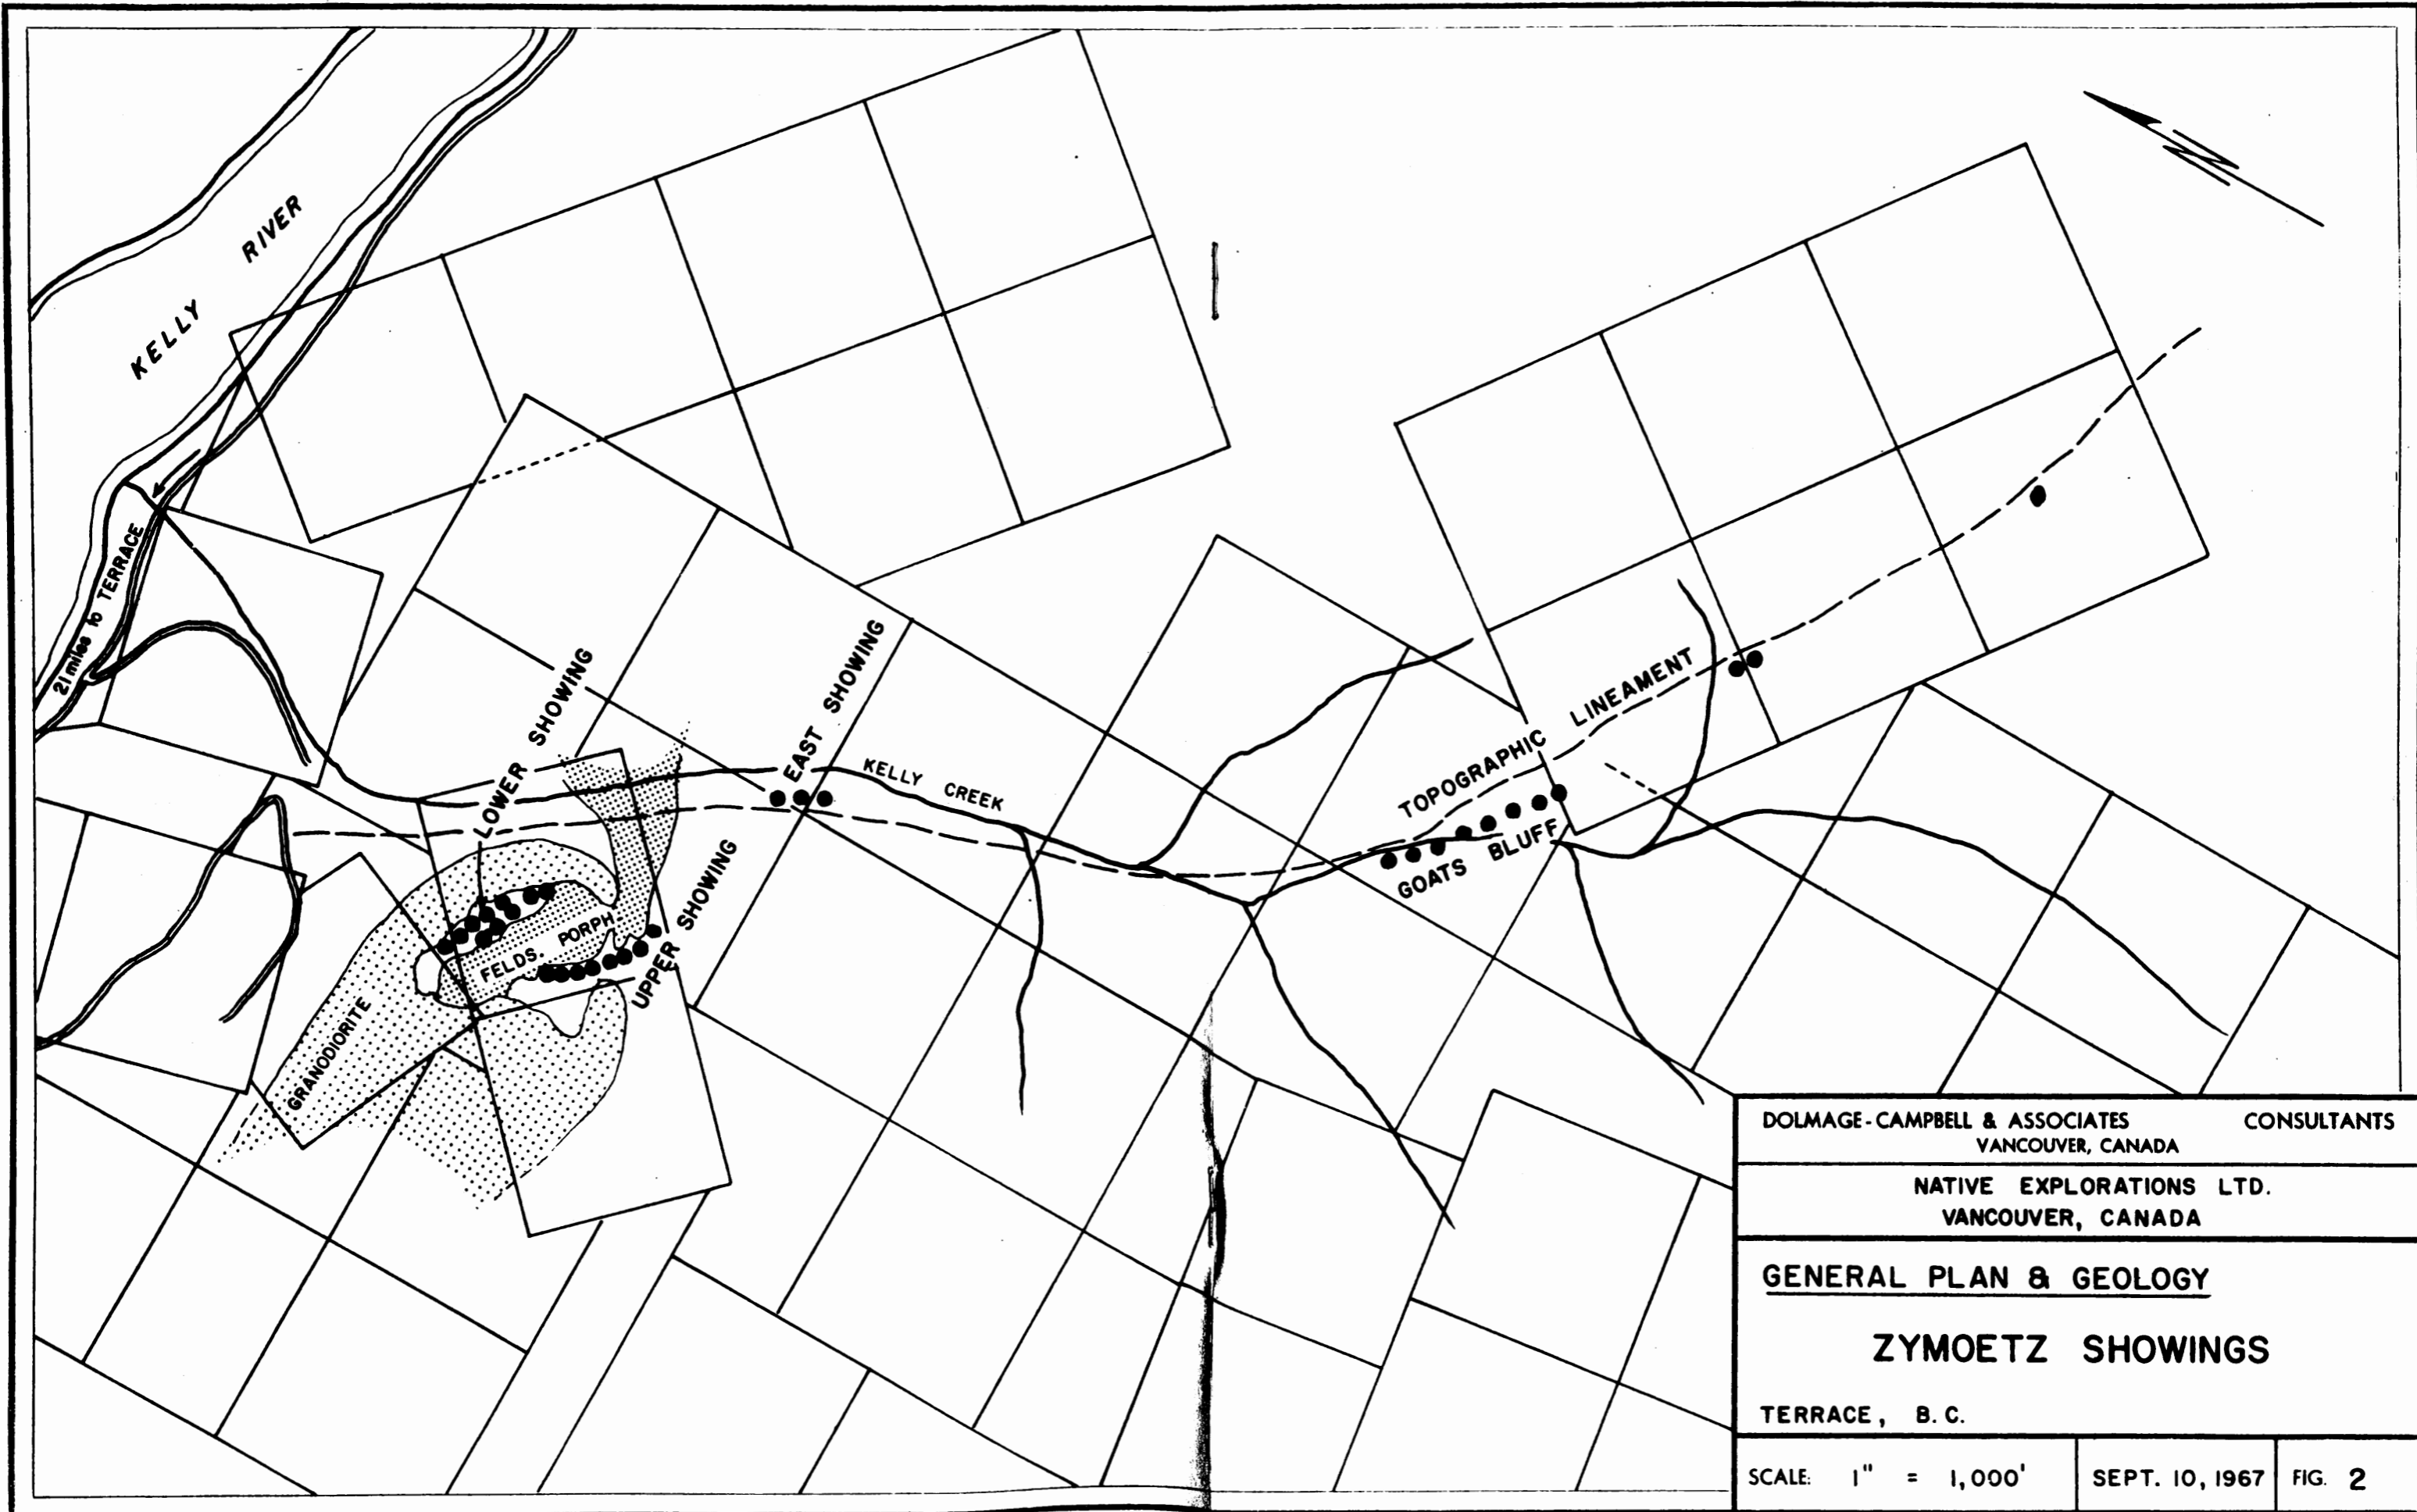 KELLY RIVER
21 miles to TERRACE
LOWER SHOWING
EAST SHOWING
KELLY CREEK
UPPER SHOWING
FELDS. PORPH.
GRANODIORITE
TOPOGRAPHIC LINEAMENT
GOATS BLUFF
DOLMAGE-CAMPBELL & ASSOCIATES CONSULTANTS
VANCOUVER, CANADA
NATIVE EXPLORATIONS LTD.
VANCOUVER, CANADA
GENERAL PLAN & GEOLOGY
ZYMOETZ SHOWINGS
TERRACE, B.C.
SCALE: 1" = 1,000'
SEPT. 10, 1967
FIG. 2